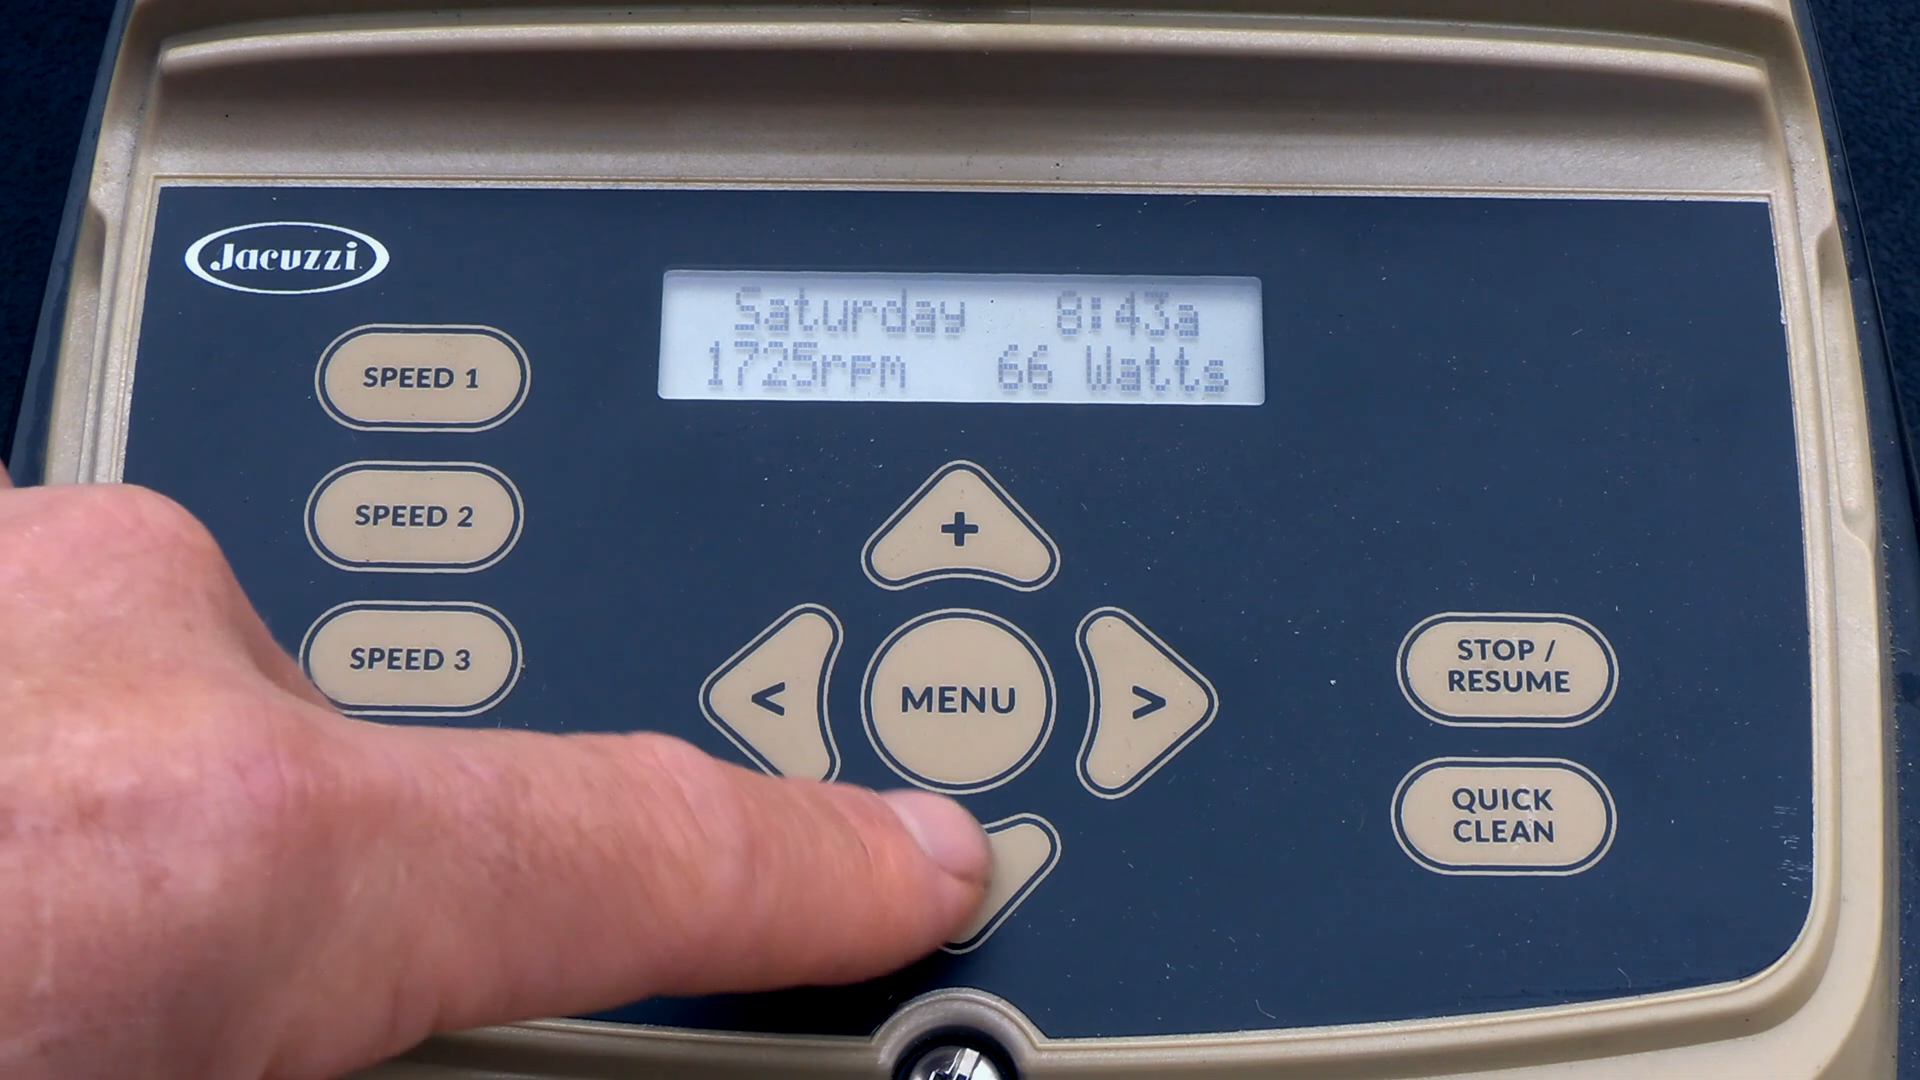 Jacuzzi
Saturday 8:43a
1725rpm 66 Watts
SPEED 1
SPEED 2
SPEED 3
+
<
MENU
>
STOP /
RESUME
QUICK
CLEAN